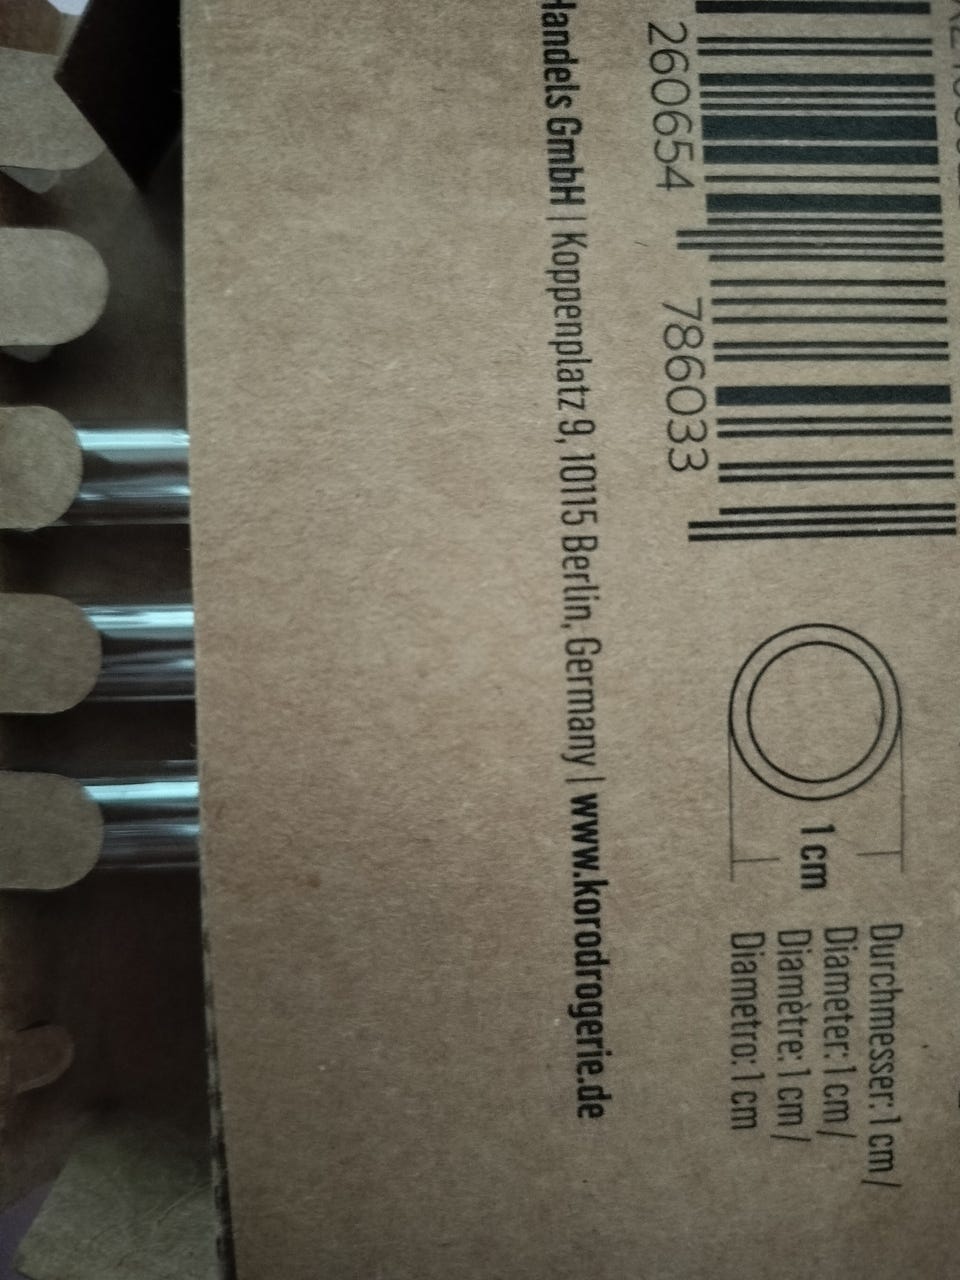 260654 786033
1 cm
Durchmesser: 1 cm /
Diameter: 1 cm /
Diamètre: 1 cm /
Diametro: 1 cm
Handels GmbH | Koppenplatz 9, 10115 Berlin, Germany | www.korodrogerie.de